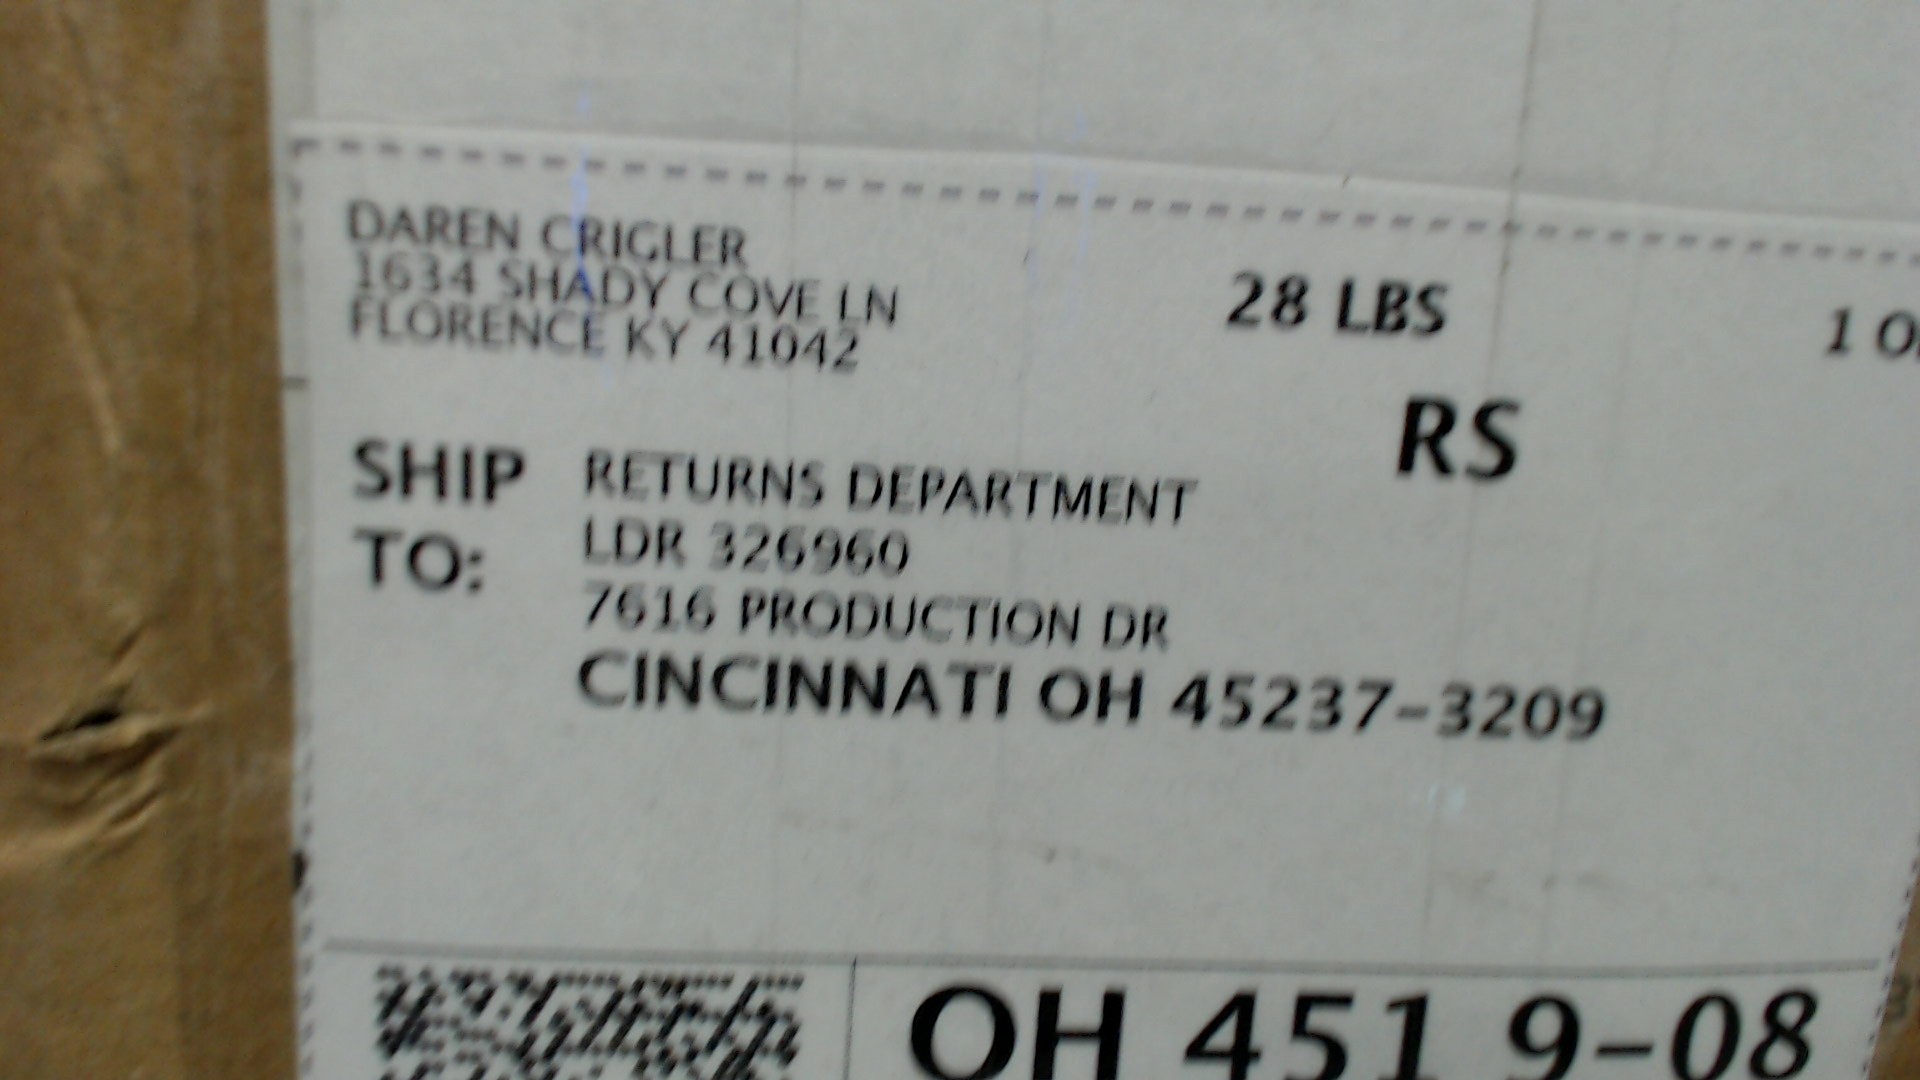 DAREN CRIGLER
1634 SHADY COVE LN
FLORENCE KY 41042
28 LBS
1 O
RS
SHIP TO:
RETURNS DEPARTMENT
LDR 326960
7616 PRODUCTION DR
CINCINNATI OH 45237-3209
OH 451 9-08